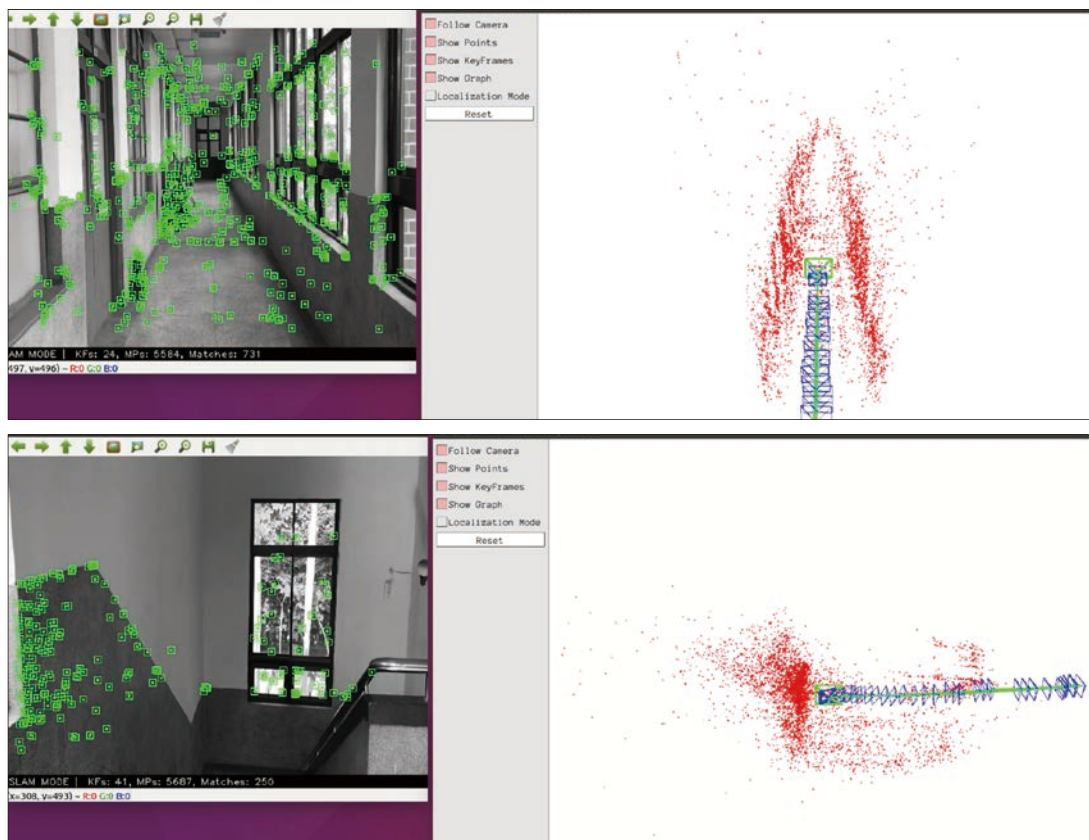 Follow Camera
Show Points
Show KeyFrames
Show Graph
Localization Mode
Reset
AM MODE | KFs: 24, MPs: 5584, Matches: 731
497, y=496) ~ R:0 G:0 B:0
Follow Camera
Show Points
Show KeyFrames
Show Graph
Localization Mode
Reset
SLAM MODE | KFs: 41, MPs: 5687, Matches: 250
(x=308, y=493) ~ R:0 G:0 B:0